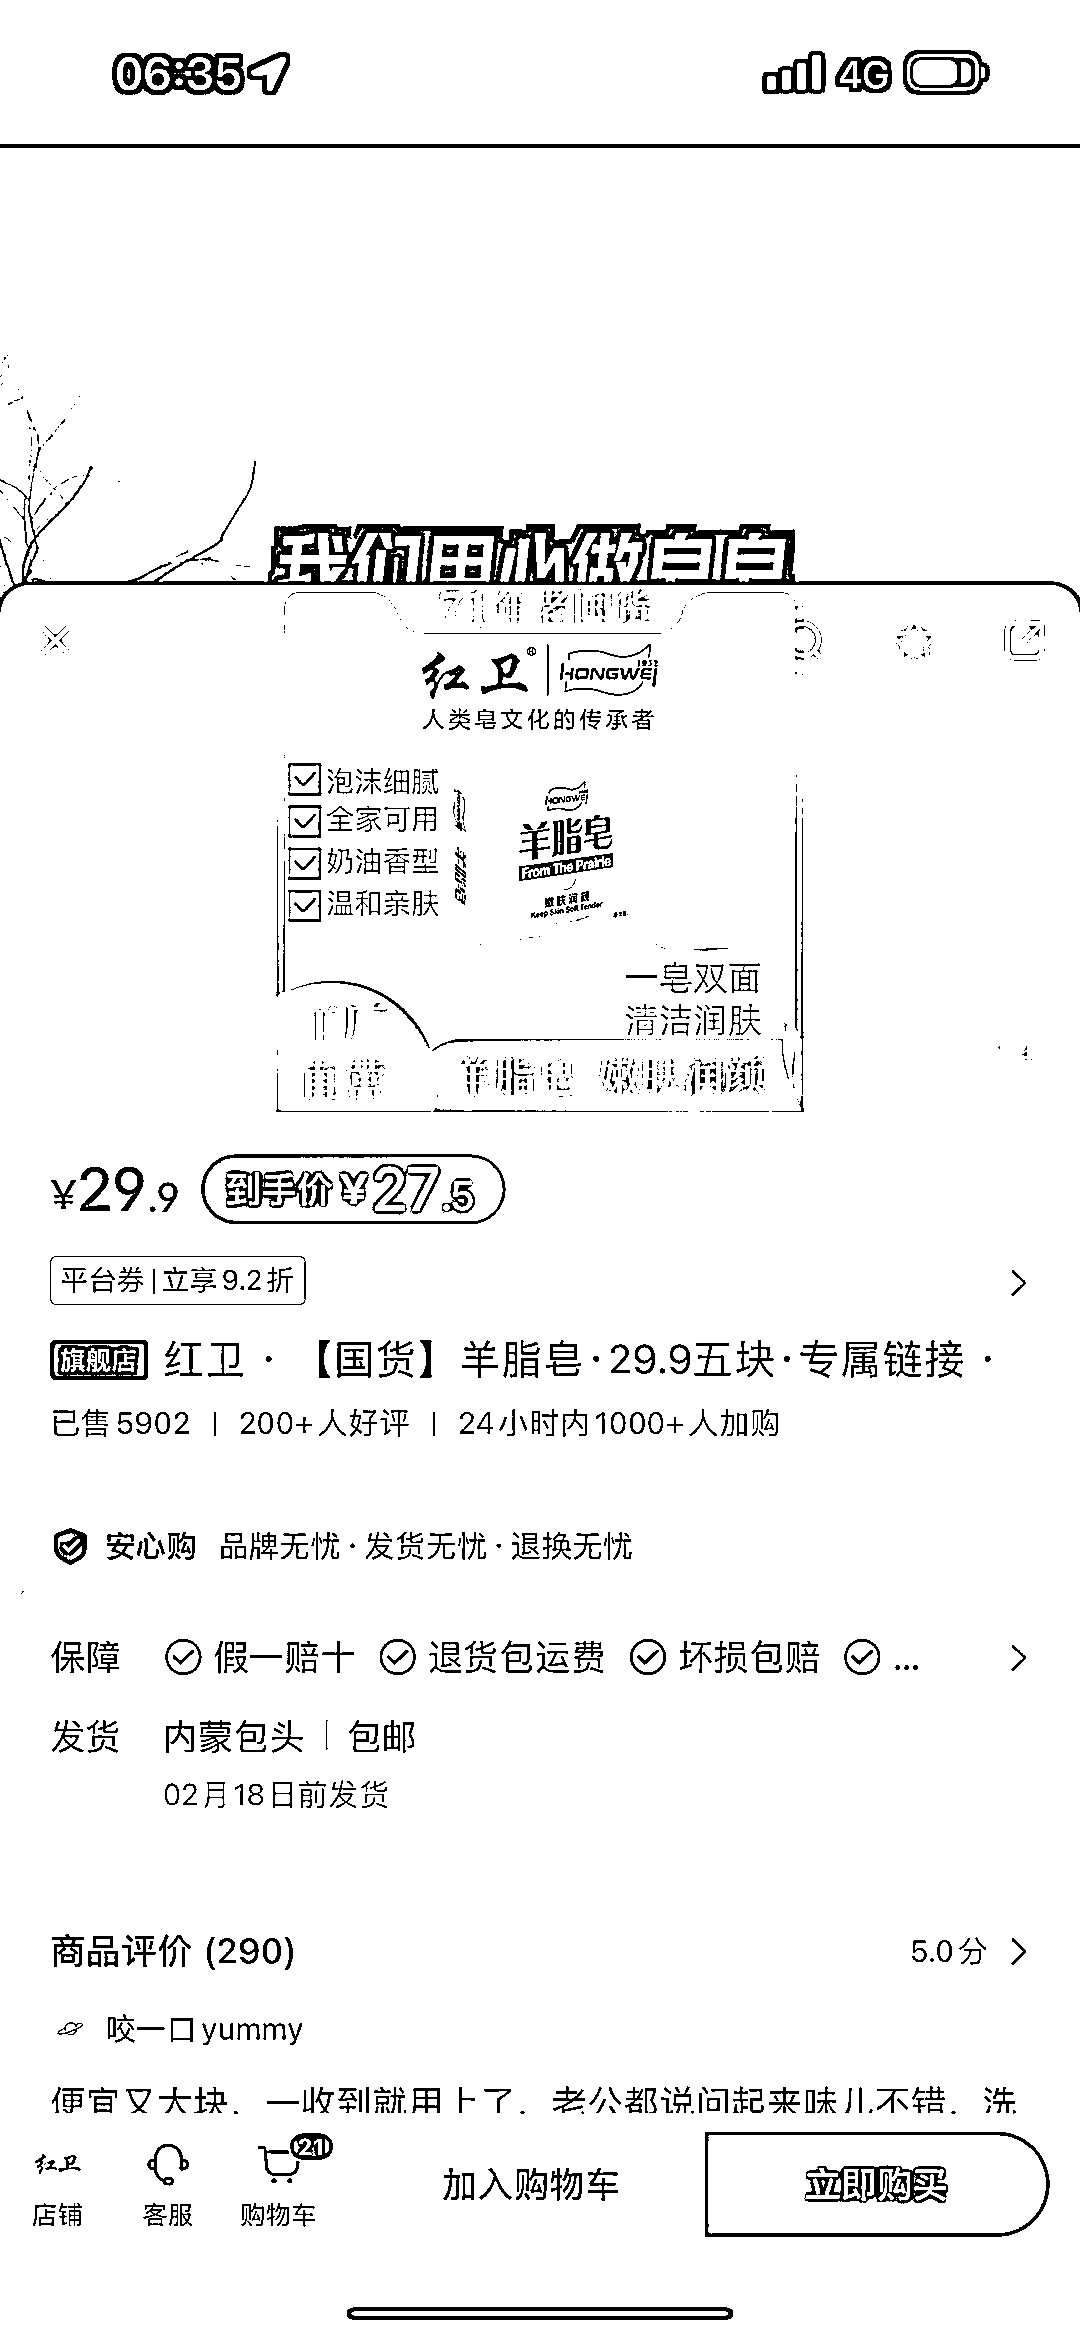 06:35
4G
我们用心做皂
71年 老国货
红卫® HONGWEI
人类皂文化的传承者
泡沫细腻
全家可用
奶油香型
温和亲肤
HONGWEI
羊脂皂
From The Prairie
嫩肤润颜
Keep Skin Soft Tender
一皂双面
清洁润肤
羊脂皂 嫩肤润颜
¥29.9 到手价¥27.5
平台券|立享9.2折
旗舰店 红卫·【国货】羊脂皂·29.9五块·专属链接·
已售5902 | 200+人好评 | 24小时内1000+人加购
安心购 品牌无忧·发货无忧·退换无忧
保障 假一赔十 退货包运费 坏损包赔 ...
发货 内蒙包头 | 包邮
02月18日前发货
商品评价 (290) 5.0分
咬一口yummy
便宜又大块，一收到就用上了，老公都说闻起来味儿不错，洗
21
红卫
店铺 客服 购物车 加入购物车 立即购买